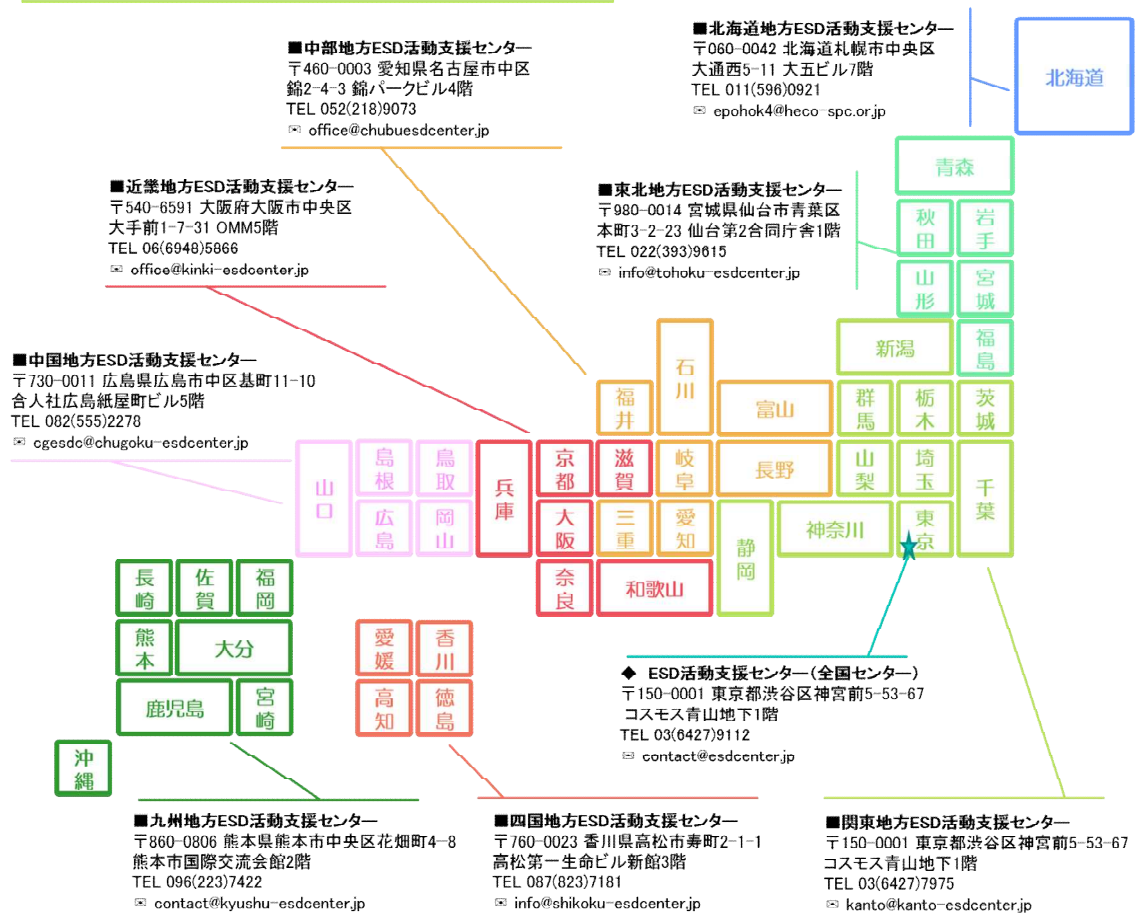 ■中部地方ESD活動支援センター
〒460-0003 愛知県名古屋市中区
錦2-4-3 錦パークビル4階
TEL 052(218)9073
✉ office@chubuesdcenter.jp
■北海道地方ESD活動支援センター
〒060-0042 北海道札幌市中央区
大通西5-11 大五ビル7階
TEL 011(596)0921
✉ epohok4@heco-spc.or.jp
■近畿地方ESD活動支援センター
〒540-6591 大阪府大阪市中央区
大手前1-7-31 OMM5階
TEL 06(6948)5866
✉ office@kinki-esdcenter.jp
■東北地方ESD活動支援センター
〒980-0014 宮城県仙台市青葉区
本町3-2-23 仙台第2合同庁舎1階
TEL 022(393)9615
✉ info@tohoku-esdcenter.jp
■中国地方ESD活動支援センター
〒730-0011 広島県広島市中区基町11-10
合人社広島紙屋町ビル5階
TEL 082(555)2278
✉ cgesdc@chugoku-esdcenter.jp
北海道
青森
秋田
岩手
山形
宮城
新潟
福島
石川
福井
富山
群馬
栃木
茨城
山口
島根
鳥取
兵庫
京都
滋賀
岐阜
長野
山梨
埼玉
千葉
広島
岡山
大阪
三重
愛知
静岡
神奈川
東京
奈良
和歌山
長崎
佐賀
福岡
熊本
大分
鹿児島
宮崎
沖縄
愛媛
香川
高知
徳島
◆ ESD活動支援センター(全国センター)
〒150-0001 東京都渋谷区神宮前5-53-67
コスモス青山地下1階
TEL 03(6427)9112
✉ contact@esdcenter.jp
■九州地方ESD活動支援センター
〒860-0806 熊本県熊本市中央区花畑町4-8
熊本市国際交流会館2階
TEL 096(223)7422
✉ contact@kyushu-esdcenter.jp
■四国地方ESD活動支援センター
〒760-0023 香川県高松市寿町2-1-1
高松第一生命ビル新館3階
TEL 087(823)7181
✉ info@shikoku-esdcenter.jp
■関東地方ESD活動支援センター
〒150-0001 東京都渋谷区神宮前5-53-67
コスモス青山地下1階
TEL 03(6427)7975
✉ kanto@kanto-esdcenter.jp